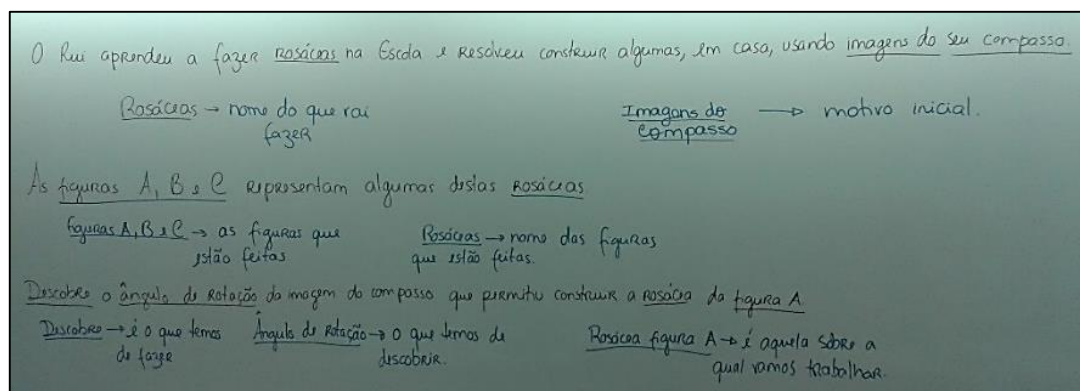 O Rui aprendeu a fazer rosáceas na Escola e resolveu construir algumas, em casa, usando imagens do seu compasso.
Rosáceas → nome do que vai
fazer
Imagens do
compasso → motivo inicial.
As figuras A, B e C representam algumas destas rosáceas
figuras A, B e C → as figuras que
estão feitas
Rosáceas → nome das figuras
que estão feitas.
Descobre o ângulo de rotação da imagem do compasso que permitiu construir a rosácea da figura A
Descobre → é o que temos
de fazer
Ângulo de rotação → o que temos de
descobrir.
Rosácea figura A → é aquela sobre a
qual vamos trabalhar.